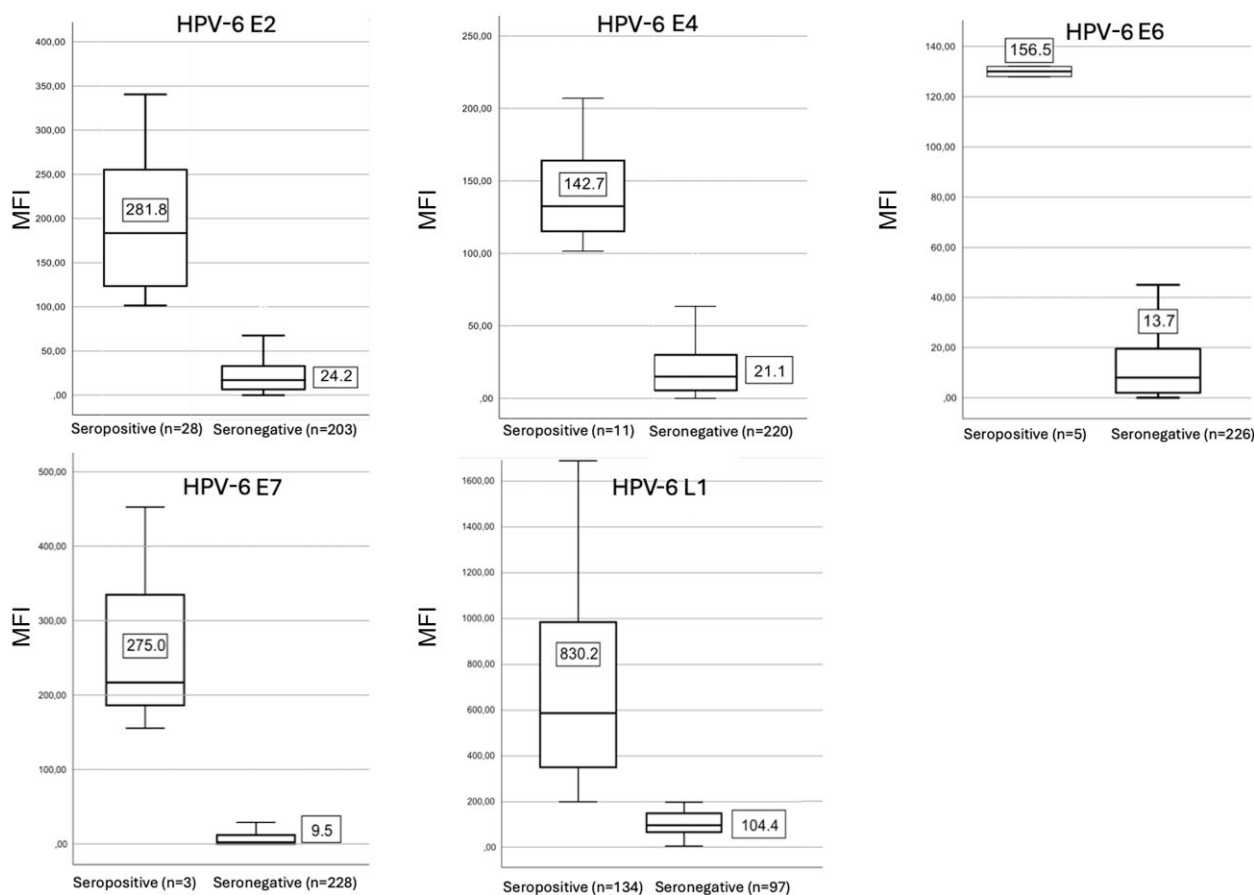 HPV-6 E2
400,00
350,00
300,00
250,00
200,00
150,00
100,00
50,00
,00
MFI
281.8
24.2
Seropositive (n=28)
Seronegative (n=203)
HPV-6 E4
250,00
200,00
150,00
100,00
50,00
,00
MFI
142.7
21.1
Seropositive (n=11)
Seronegative (n=220)
HPV-6 E6
140,00
120,00
100,00
80,00
60,00
40,00
20,00
,00
MFI
156.5
13.7
Seropositive (n=5)
Seronegative (n=226)
HPV-6 E7
500,00
400,00
300,00
200,00
100,00
,00
MFI
275.0
9.5
Seropositive (n=3)
Seronegative (n=228)
HPV-6 L1
1600,00
1400,00
1200,00
1000,00
800,00
600,00
400,00
200,00
,00
MFI
830.2
104.4
Seropositive (n=134)
Seronegative (n=97)